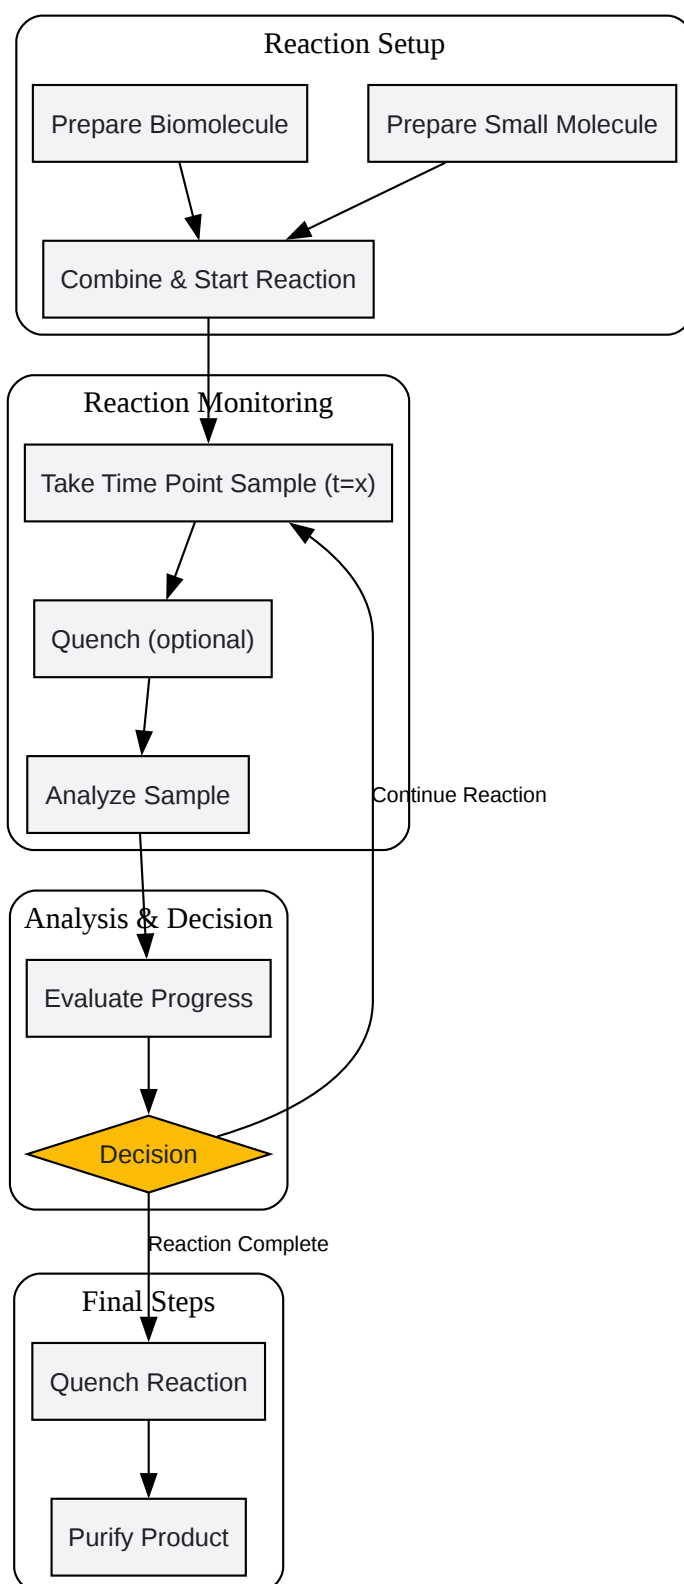 Reaction Setup
Prepare Biomolecule
Prepare Small Molecule
Combine & Start Reaction
Reaction Monitoring
Take Time Point Sample (t=x)
Quench (optional)
Analyze Sample
Continue Reaction
Analysis & Decision
Evaluate Progress
Decision
Reaction Complete
Final Steps
Quench Reaction
Purify Product